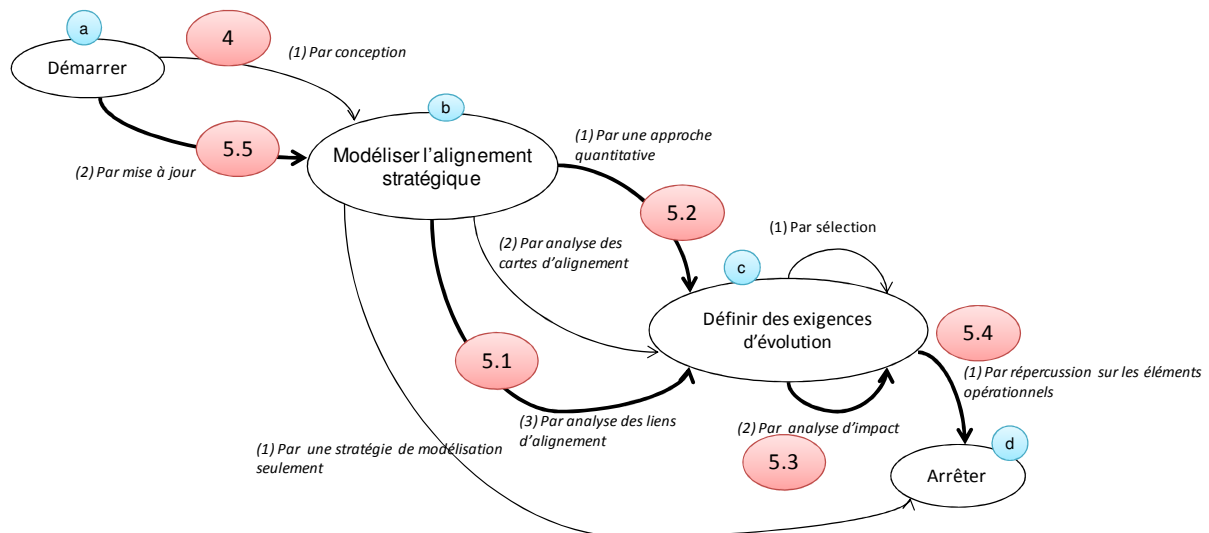 a
4
Démarrer
(1) Par conception
b
5.5
(2) Par mise à jour
Modéliser l'alignement
stratégique
(1) Par une approche
quantitative
5.2
(1) Par sélection
(2) Par analyse des
cartes d'alignement
c
Définir des exigences
d'évolution
5.4
5.1
(1) Par répercussion sur les éléments
opérationnels
(3) Par analyse des liens
d'alignement
(2) Par analyse d'impact
5.3
(1) Par une stratégie de modélisation
seulement
d
Arrêter